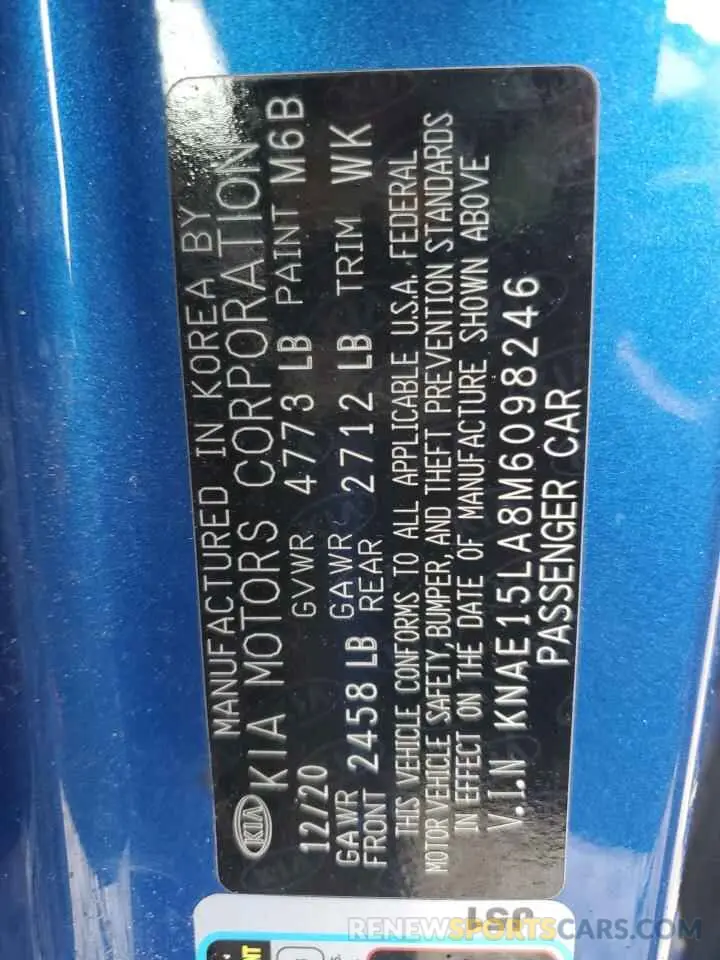 MANUFACTURED IN KOREA BY
KIA KIA MOTORS CORPORATION
12/20 GVWR 4773 LB PAINT M6B
GAWR FRONT 2458 LB GAWR REAR 2712 LB TRIM WK
THIS VEHICLE CONFORMS TO ALL APPLICABLE U.S.A. FEDERAL
MOTOR VEHICLE SAFETY, BUMPER, AND THEFT PREVENTION STANDARDS
IN EFFECT ON THE DATE OF MANUFACTURE SHOWN ABOVE
V.I.N KNAE15LA8M6098246
PASSENGER CAR
RENEWSPORTSCARS.COM